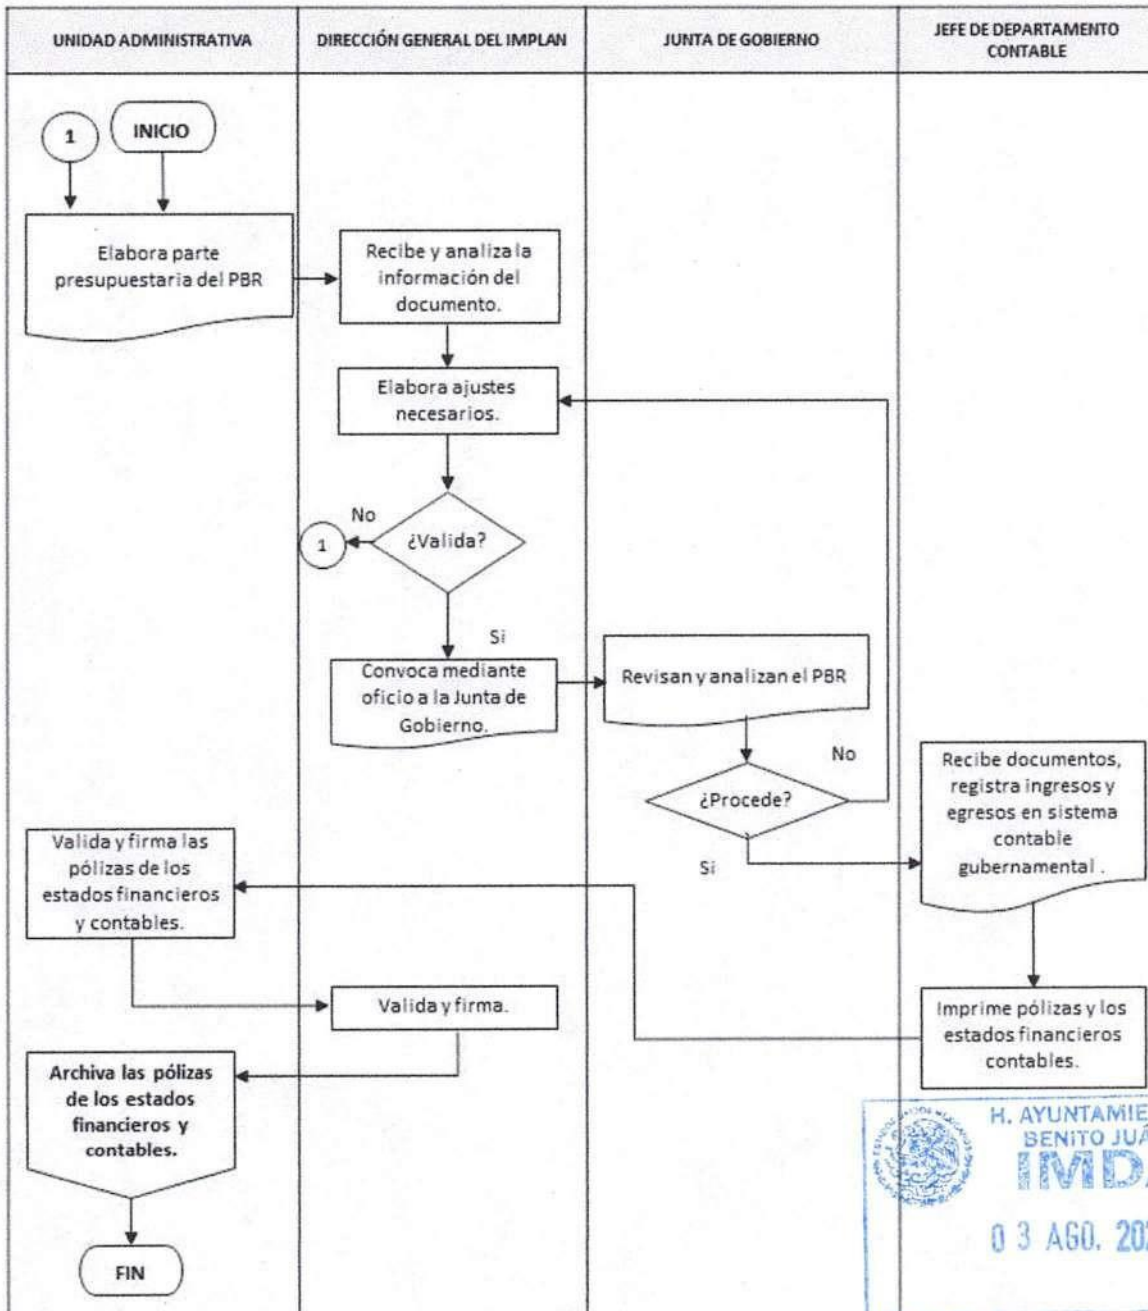 UNIDAD ADMINISTRATIVA
DIRECCIÓN GENERAL DEL IMPLAN
JUNTA DE GOBIERNO
JEFE DE DEPARTAMENTO
CONTABLE
1
INICIO
Elabora parte
presupuestaria del PBR
Recibe y analiza la
información del
documento.
Elabora ajustes
necesarios.
¿Valida?
No
1
Si
Convoca mediante
oficio a la Junta de
Gobierno.
Revisan y analizan el PBR
¿Procede?
No
Si
Recibe documentos,
registra ingresos y
egresos en sistema
contable
gubernamental .
Imprime pólizas y los
estados financieros
contables.
Valida y firma las
pólizas de los
estados financieros
y contables.
Valida y firma.
Archiva las pólizas
de los estados
financieros y
contables.
FIN
H. AYUNTAMIE
BENITO JUÁ
IMDA
0 3 AGO. 202